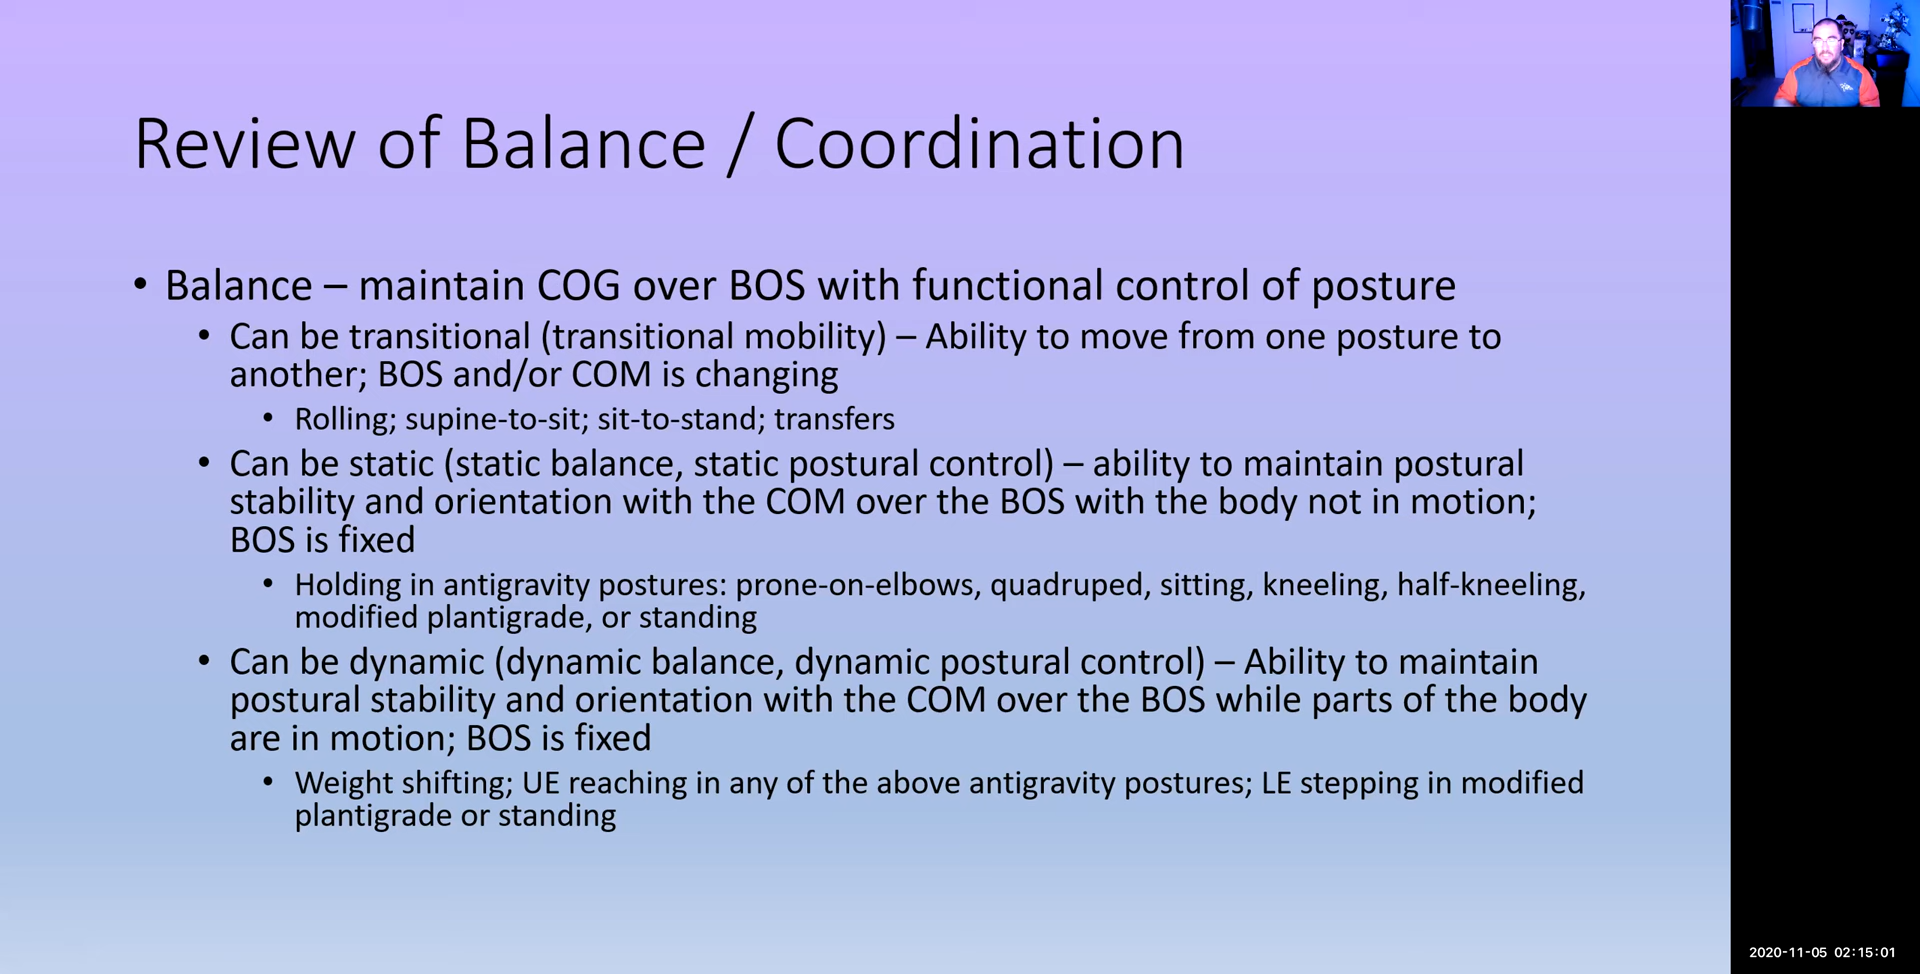 Review of Balance / Coordination
• Balance – maintain COG over BOS with functional control of posture
• Can be transitional (transitional mobility) – Ability to move from one posture to
another; BOS and/or COM is changing
• Rolling; supine-to-sit; sit-to-stand; transfers
• Can be static (static balance, static postural control) – ability to maintain postural
stability and orientation with the COM over the BOS with the body not in motion;
BOS is fixed
• Holding in antigravity postures: prone-on-elbows, quadruped, sitting, kneeling, half-kneeling,
modified plantigrade, or standing
• Can be dynamic (dynamic balance, dynamic postural control) – Ability to maintain
postural stability and orientation with the COM over the BOS while parts of the body
are in motion; BOS is fixed
• Weight shifting; UE reaching in any of the above antigravity postures; LE stepping in modified
plantigrade or standing
2020-11-05 02:15:01